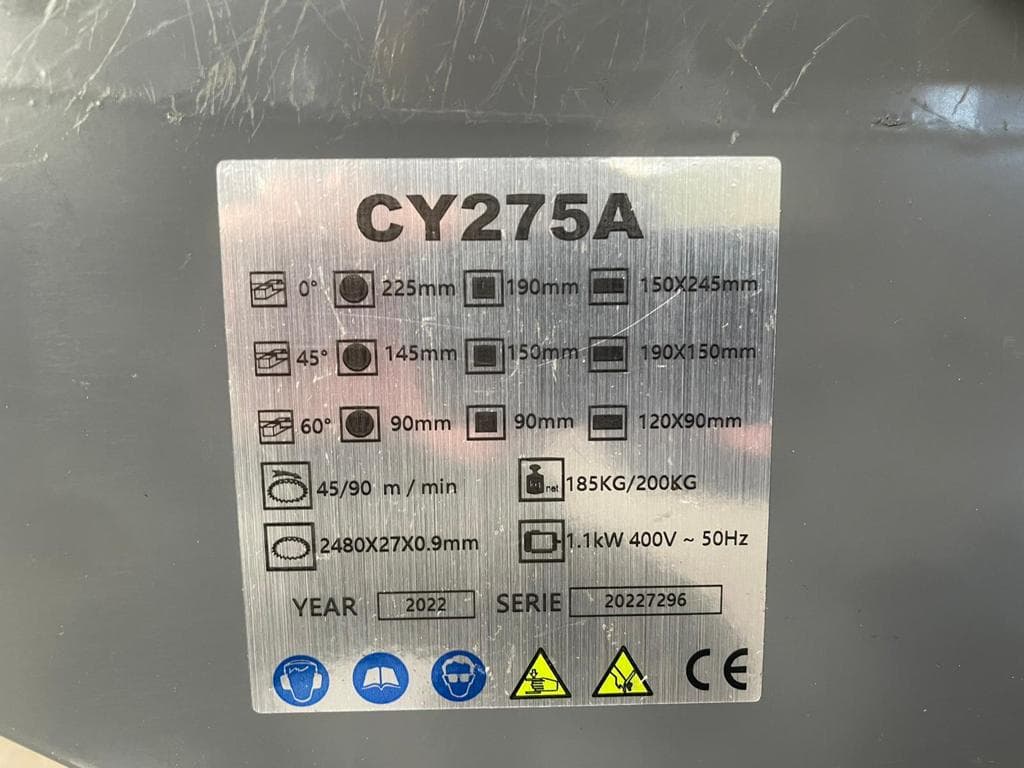 CY275A
0° 225mm 190mm 150X245mm
45° 145mm 150mm 190X150mm
60° 90mm 90mm 120X90mm
45/90 m / min net 185KG/200KG
2480X27X0.9mm 1.1kW 400V ~ 50Hz
YEAR 2022 SERIE 20227296
CE